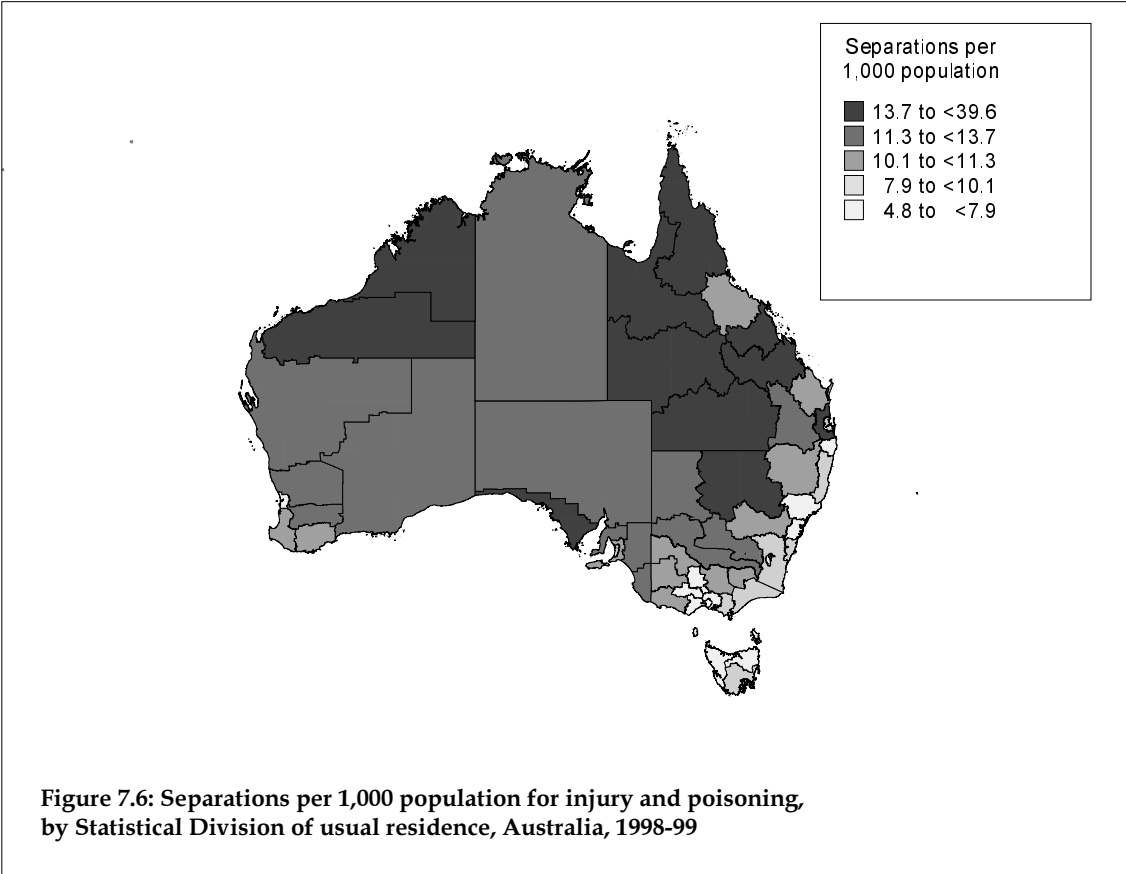 Separations per
1,000 population
13.7 to <39.6
11.3 to <13.7
10.1 to <11.3
7.9 to <10.1
4.8 to <7.9
Figure 7.6: Separations per 1,000 population for injury and poisoning,
by Statistical Division of usual residence, Australia, 1998-99